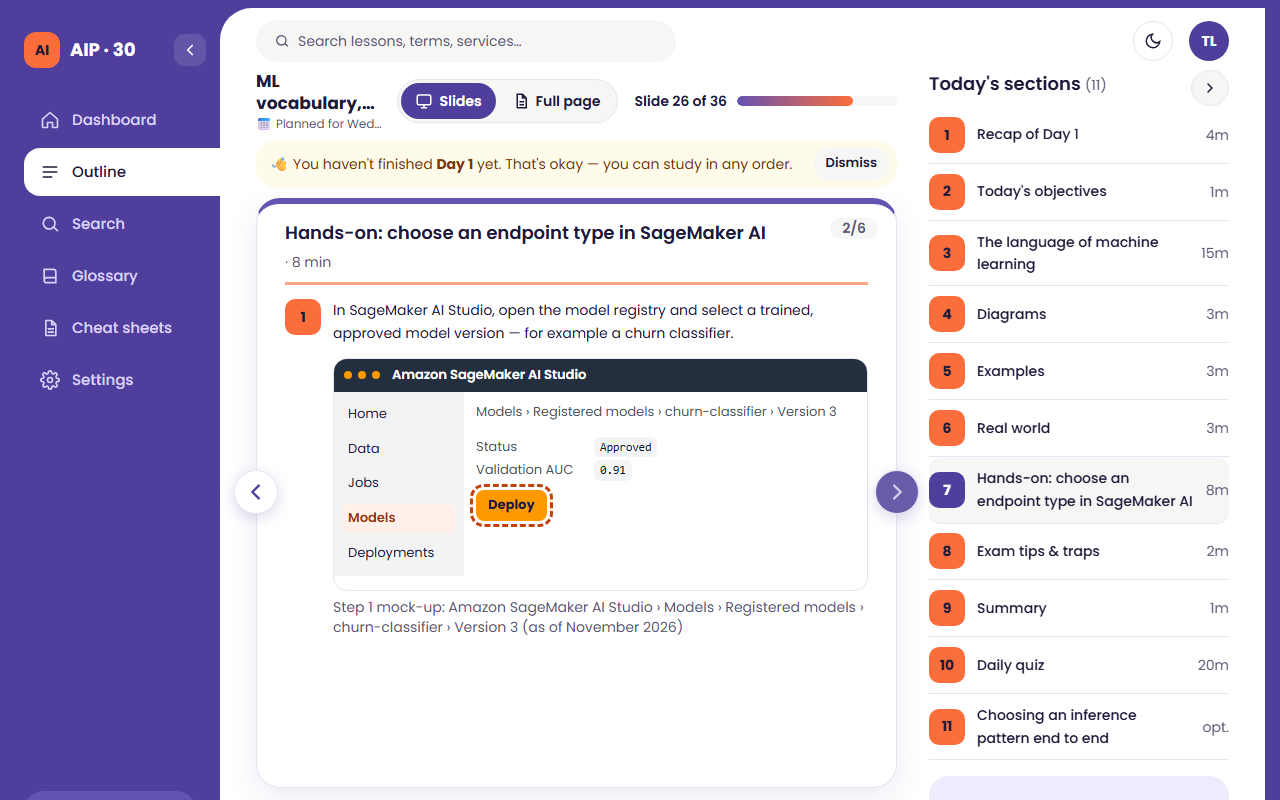 AI
AIP · 30
Dashboard
Outline
Search
Glossary
Cheat sheets
Settings
Search lessons, terms, services...
TL
ML
vocabulary,...
Planned for Wed...
Slides
Full page
Slide 26 of 36
You haven't finished Day 1 yet. That's okay — you can study in any order.
Dismiss
Hands-on: choose an endpoint type in SageMaker AI
2/6
· 8 min
1
In SageMaker AI Studio, open the model registry and select a trained,
approved model version — for example a churn classifier.
Amazon SageMaker AI Studio
Home
Data
Jobs
Models
Deployments
Models › Registered models › churn-classifier › Version 3
Status Approved
Validation AUC 0.91
Deploy
Step 1 mock-up: Amazon SageMaker AI Studio › Models › Registered models ›
churn-classifier › Version 3 (as of November 2026)
Today's sections (11)
1 Recap of Day 1 4m
2 Today's objectives 1m
3 The language of machine
learning 15m
4 Diagrams 3m
5 Examples 3m
6 Real world 3m
7 Hands-on: choose an
endpoint type in SageMaker AI 8m
8 Exam tips & traps 2m
9 Summary 1m
10 Daily quiz 20m
11 Choosing an inference
pattern end to end opt.